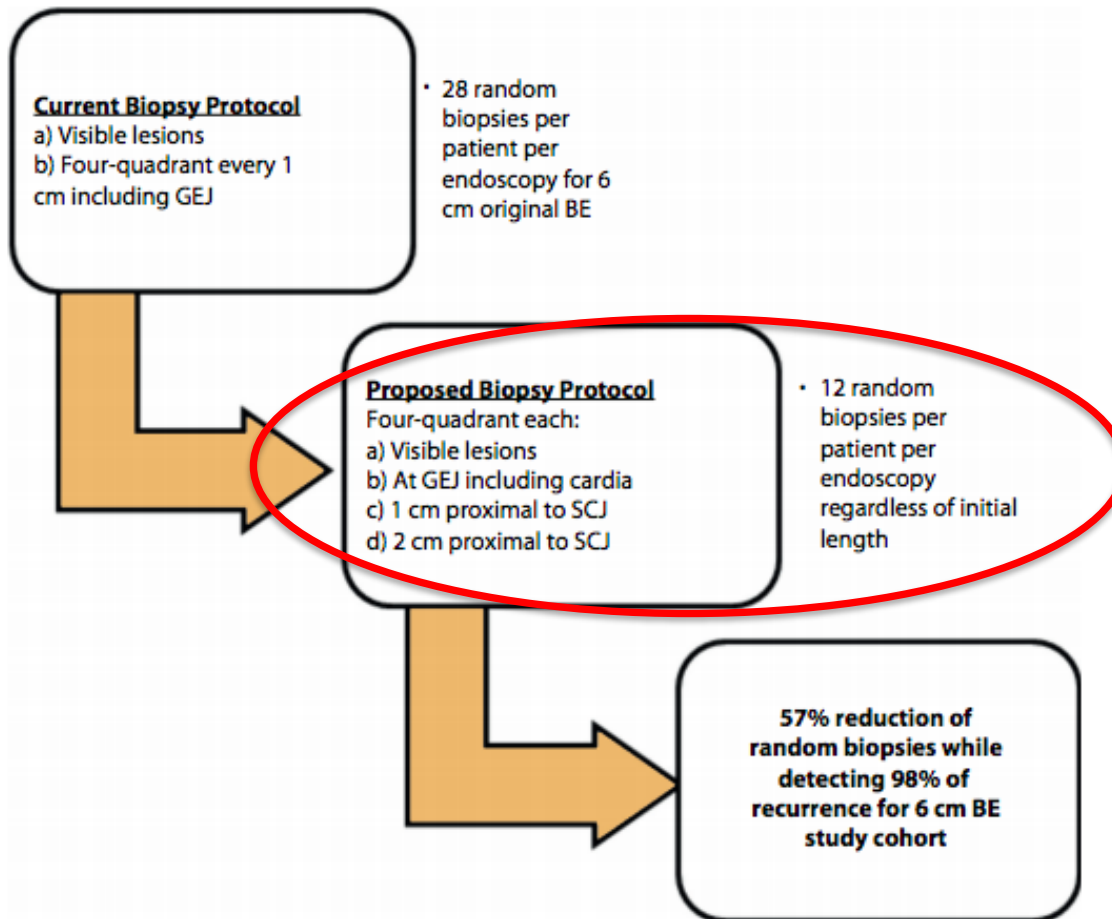 Current Biopsy Protocol
a) Visible lesions
b) Four-quadrant every 1
cm including GEJ
· 28 random
biopsies per
patient per
endoscopy for 6
cm original BE
Proposed Biopsy Protocol
Four-quadrant each:
a) Visible lesions
b) At GEJ including cardia
c) 1 cm proximal to SCJ
d) 2 cm proximal to SCJ
· 12 random
biopsies per
patient per
endoscopy
regardless of initial
length
57% reduction of
random biopsies while
detecting 98% of
recurrence for 6 cm BE
study cohort